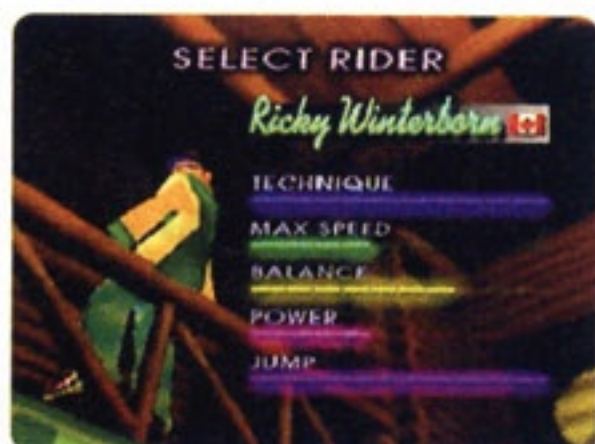 SELECT RIDER
Ricky Winterborn
TECHNIQUE
MAX SPEED
BALANCE
POWER
JUMP